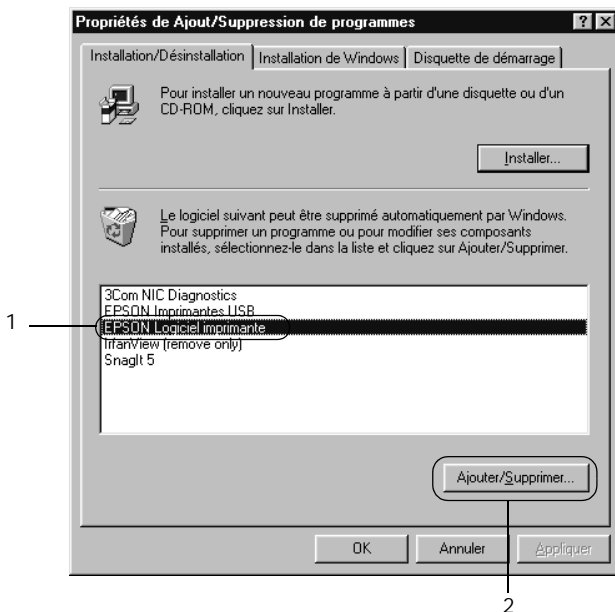 Propriétés de Ajout/Suppression de programmes
Installation/Désinstallation Installation de Windows Disquette de démarrage
Pour installer un nouveau programme à partir d'une disquette ou d'un
CD-ROM, cliquez sur Installer.
Installer...
Le logiciel suivant peut être supprimé automatiquement par Windows.
Pour supprimer un programme ou pour modifier ses composants
installés, sélectionnez-le dans la liste et cliquez sur Ajouter/Supprimer.
3Com NIC Diagnostics
EPSON Imprimantes USB
1
EPSON Logiciel imprimante
IrfanView (remove only)
SnagIt 5
Ajouter/Supprimer...
OK Annuler Appliquer
2